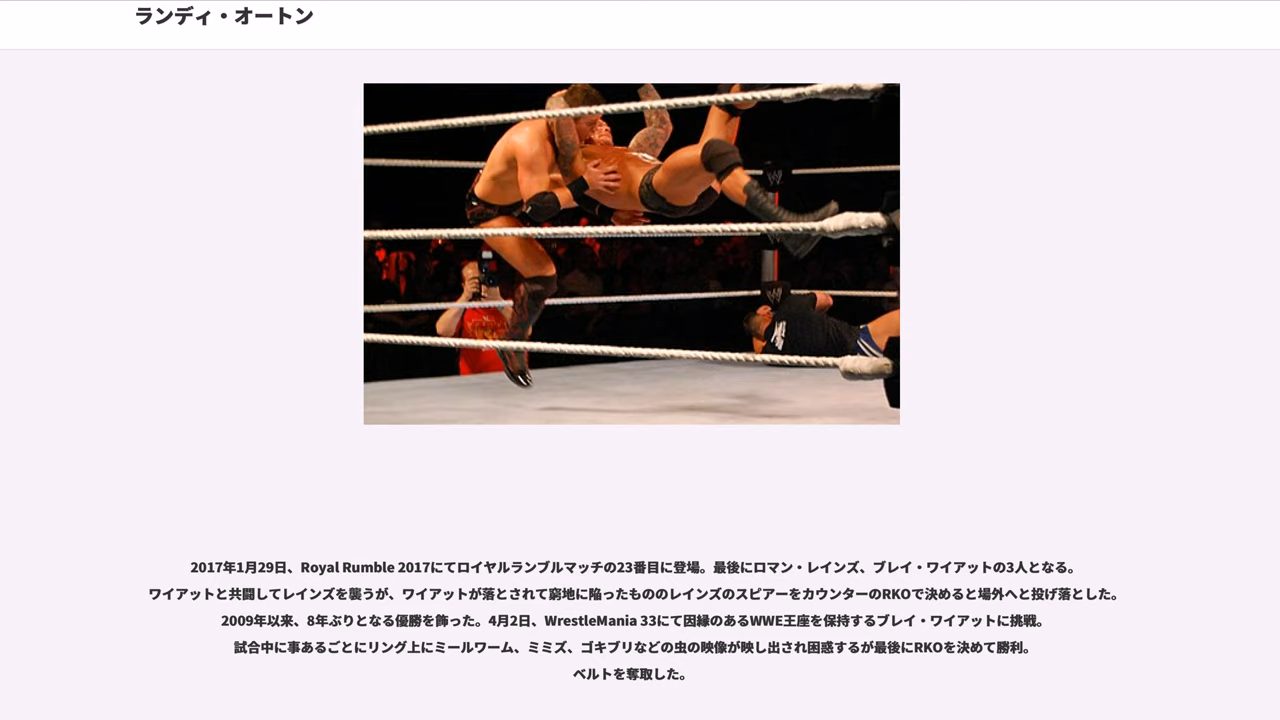 ランディ・オートン
2017年1月29日、Royal Rumble 2017にてロイヤルランブルマッチの23番目に登場。最後にロマン・レインズ、ブレイ・ワイアットの3人となる。
ワイアットと共闘してレインズを襲うが、ワイアットが落とされて窮地に陥ったもののレインズのスピアーをカウンターのRKOで決めると場外へと投げ落とした。
2009年以来、8年ぶりとなる優勝を飾った。4月2日、WrestleMania 33にて因縁のあるWWE王座を保持するブレイ・ワイアットに挑戦。
試合中に事あるごとにリング上にミールワーム、ミミズ、ゴキブリなどの虫の映像が映し出され困惑するが最後にRKOを決めて勝利。
ベルトを奪取した。